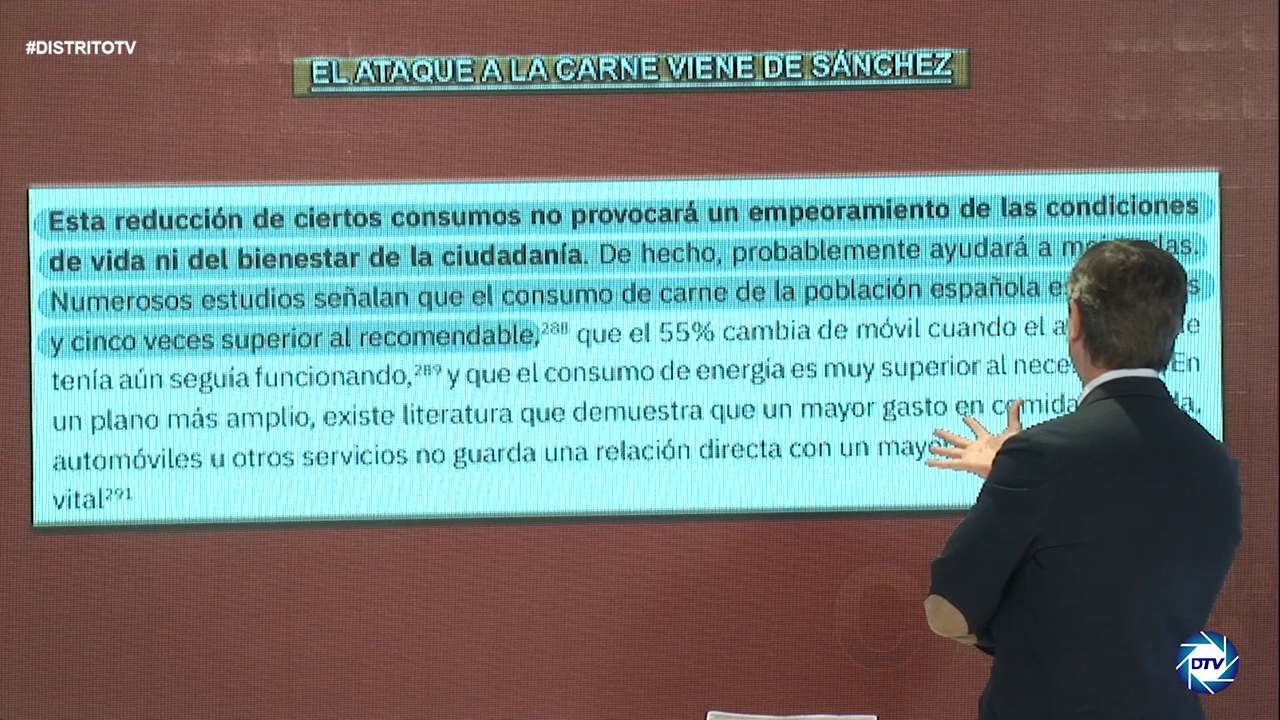 #DISTRITOTV
EL ATAQUE A LA CARNE VIENE DE SÁNCHEZ
Esta reducción de ciertos consumos no provocará un empeoramiento de las condiciones
de vida ni del bienestar de la ciudadanía. De hecho, probablemente ayudará a
Numerosos estudios señalan que el consumo de carne de la población española
y cinco veces superior al recomendable,²⁸⁸ que el 55% cambia de móvil cuando el
tenía aún seguía funcionando,²⁸⁹ y que el consumo de energía es muy superior al En
un plano más amplio, existe literatura que demuestra que un mayor gasto en
automóviles u otros servicios no guarda una relación directa con un
vital²⁹¹
DTV